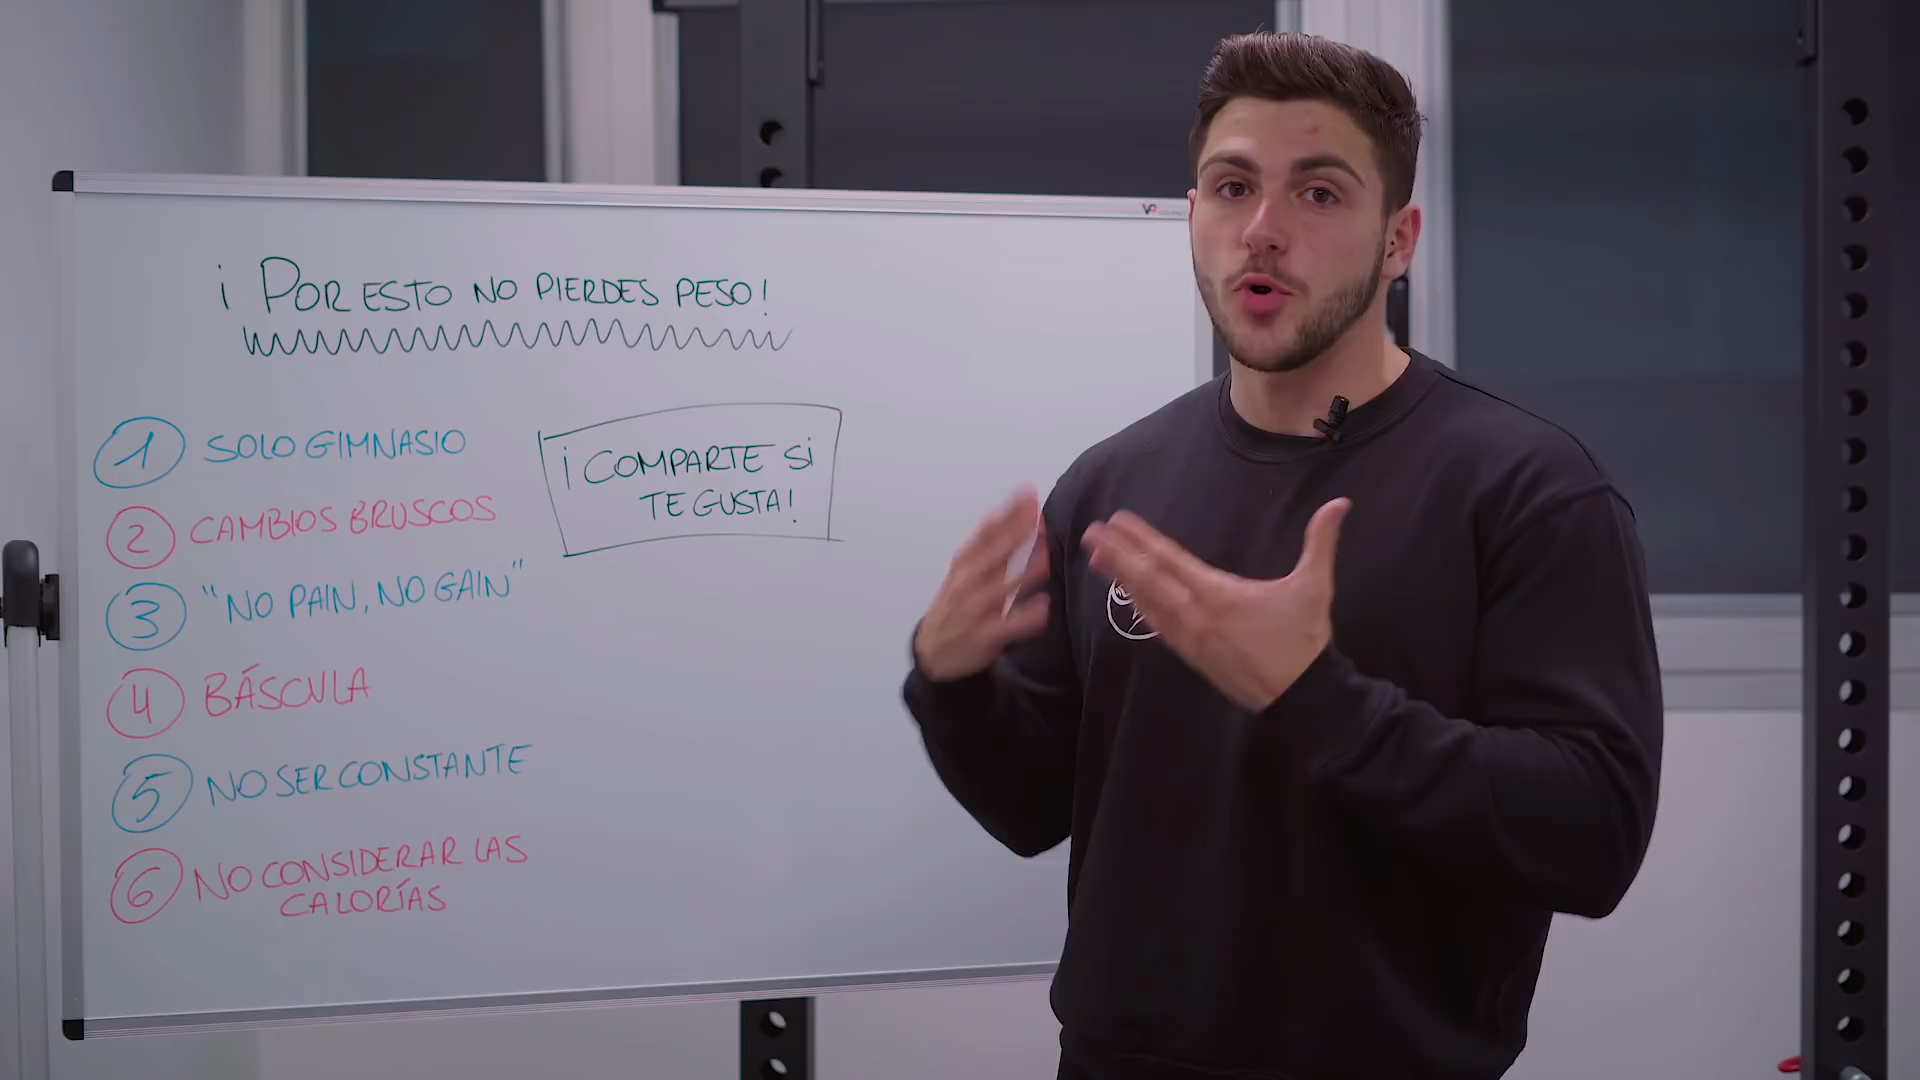 ¡POR ESTO NO PIERDES PESO!
1 SOLO GIMNASIO
2 CAMBIOS BRUSCOS
3 "NO PAIN, NO GAIN"
4 BÁSCULA
5 NO SER CONSTANTE
6 NO CONSIDERAR LAS
CALORÍAS
¡COMPARTE SI
TE GUSTA!